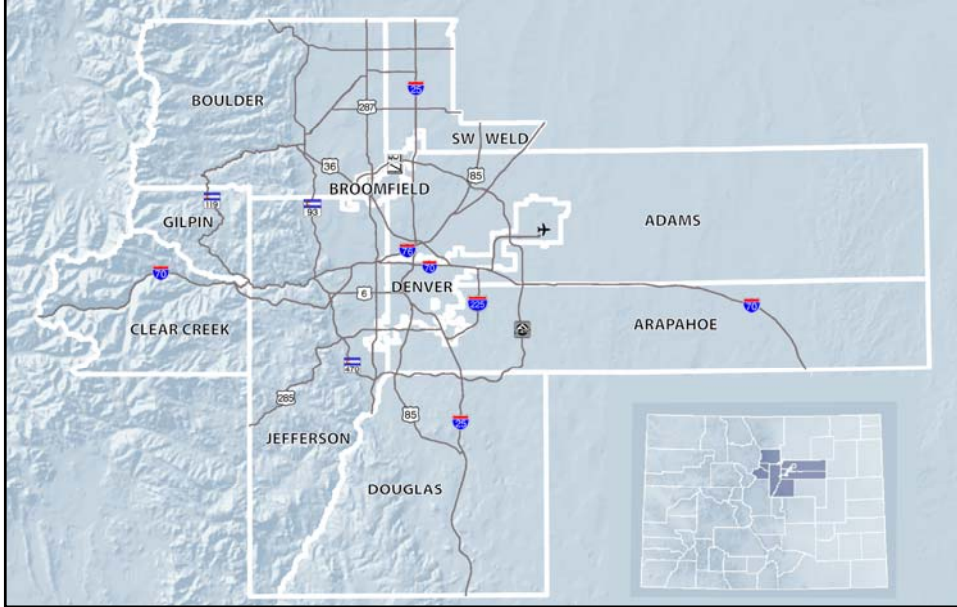 25
BOULDER
287
SW WELD
36
85
BROOMFIELD
119
93
GILPIN
ADAMS
76
70
70
DENVER
6
225
70
CLEAR CREEK
ARAPAHOE
470
285
85
25
JEFFERSON
DOUGLAS